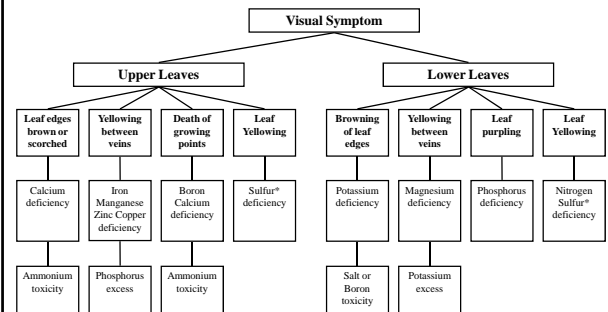 Visual Symptom
Upper Leaves
Lower Leaves
Leaf edges
brown or
scorched
Yellowing
between
veins
Death of
growing
points
Leaf
Yellowing
Browning
of leaf
edges
Yellowing
between
veins
Leaf
purpling
Leaf
Yellowing
Calcium
deficiency
Iron
Manganese
Zinc Copper
deficiency
Boron
Calcium
deficiency
Sulfur*
deficiency
Potassium
deficiency
Magnesium
deficiency
Phosphorus
deficiency
Nitrogen
Sulfur*
deficiency
Ammonium
toxicity
Phosphorus
excess
Ammonium
toxicity
Salt or
Boron
toxicity
Potassium
excess